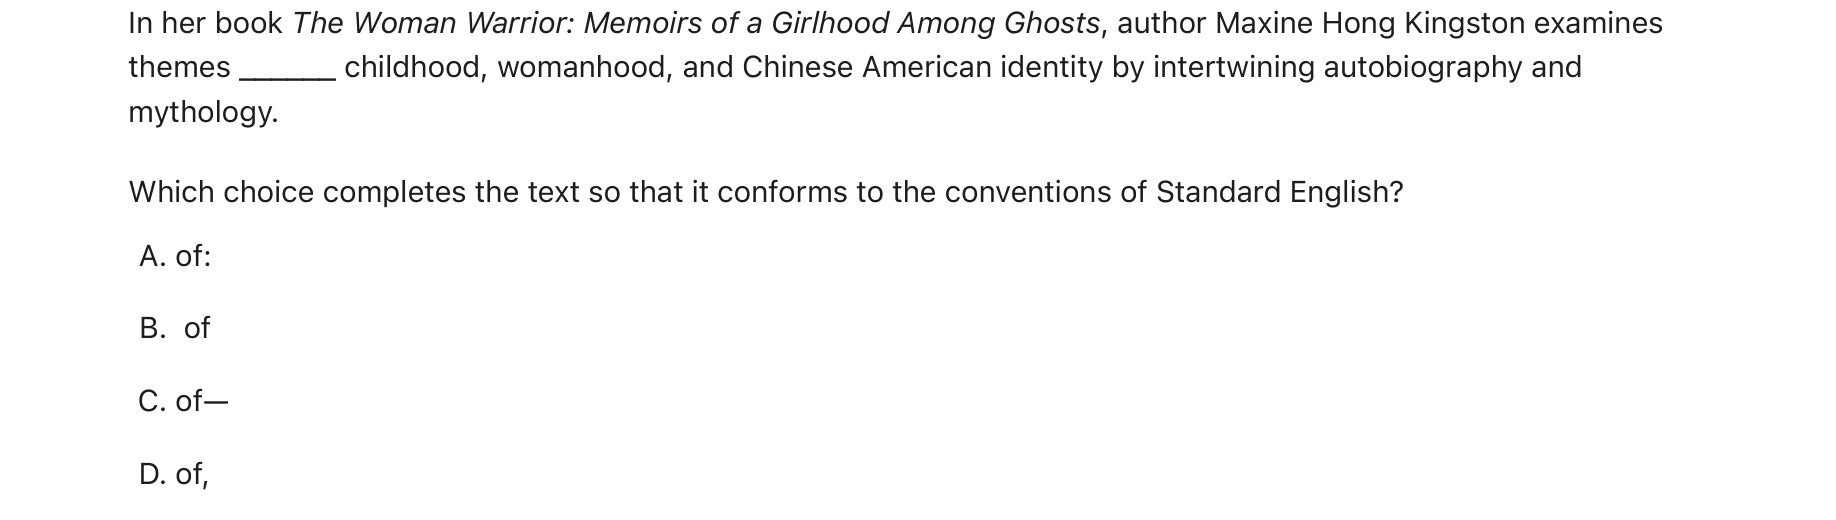 In her book The Woman Warrior: Memoirs of a Girlhood Among Ghosts, author Maxine Hong Kingston examines
themes ______ childhood, womanhood, and Chinese American identity by intertwining autobiography and
mythology.
Which choice completes the text so that it conforms to the conventions of Standard English?
A. of:
B. of
C. of—
D. of,